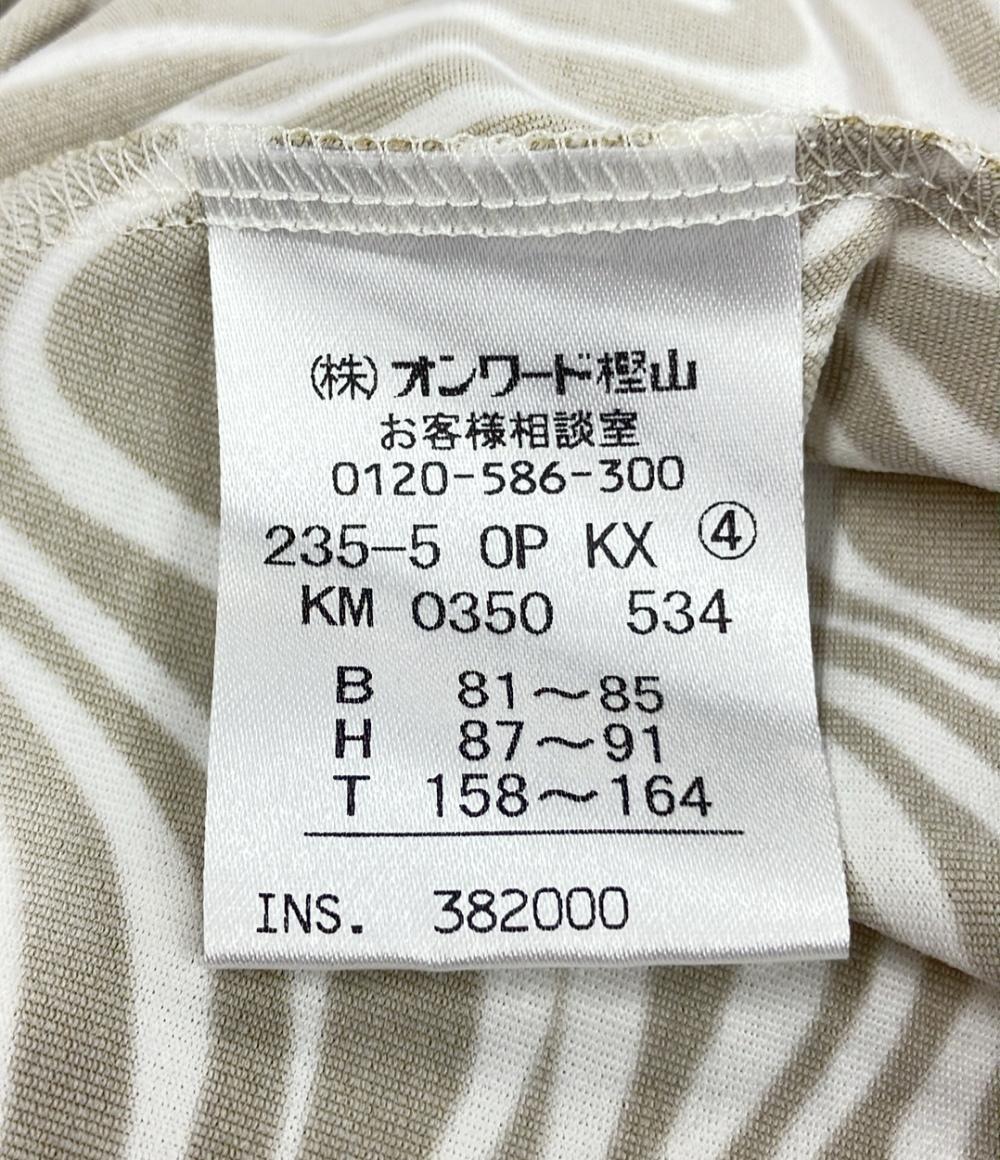 (株)オンワード樫山
お客様相談室
0120-586-300
235-5 OP KX ④
KM 0350 534
B 81〜85
H 87〜91
T 158〜164
INS. 382000